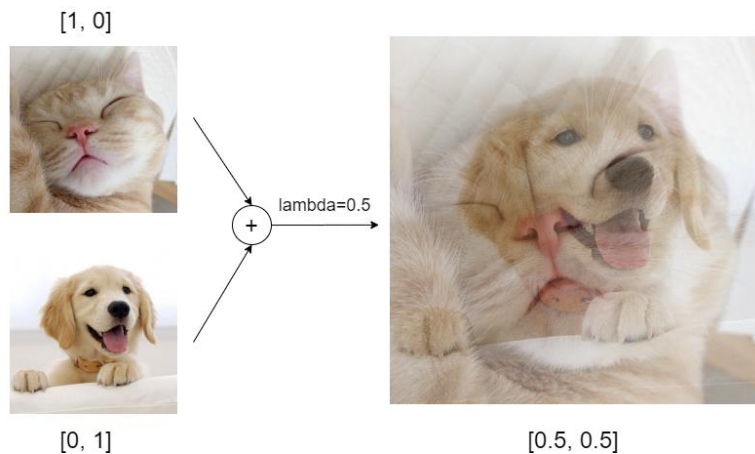 [1, 0]
+
lambda=0.5
[0, 1]
[0.5, 0.5]